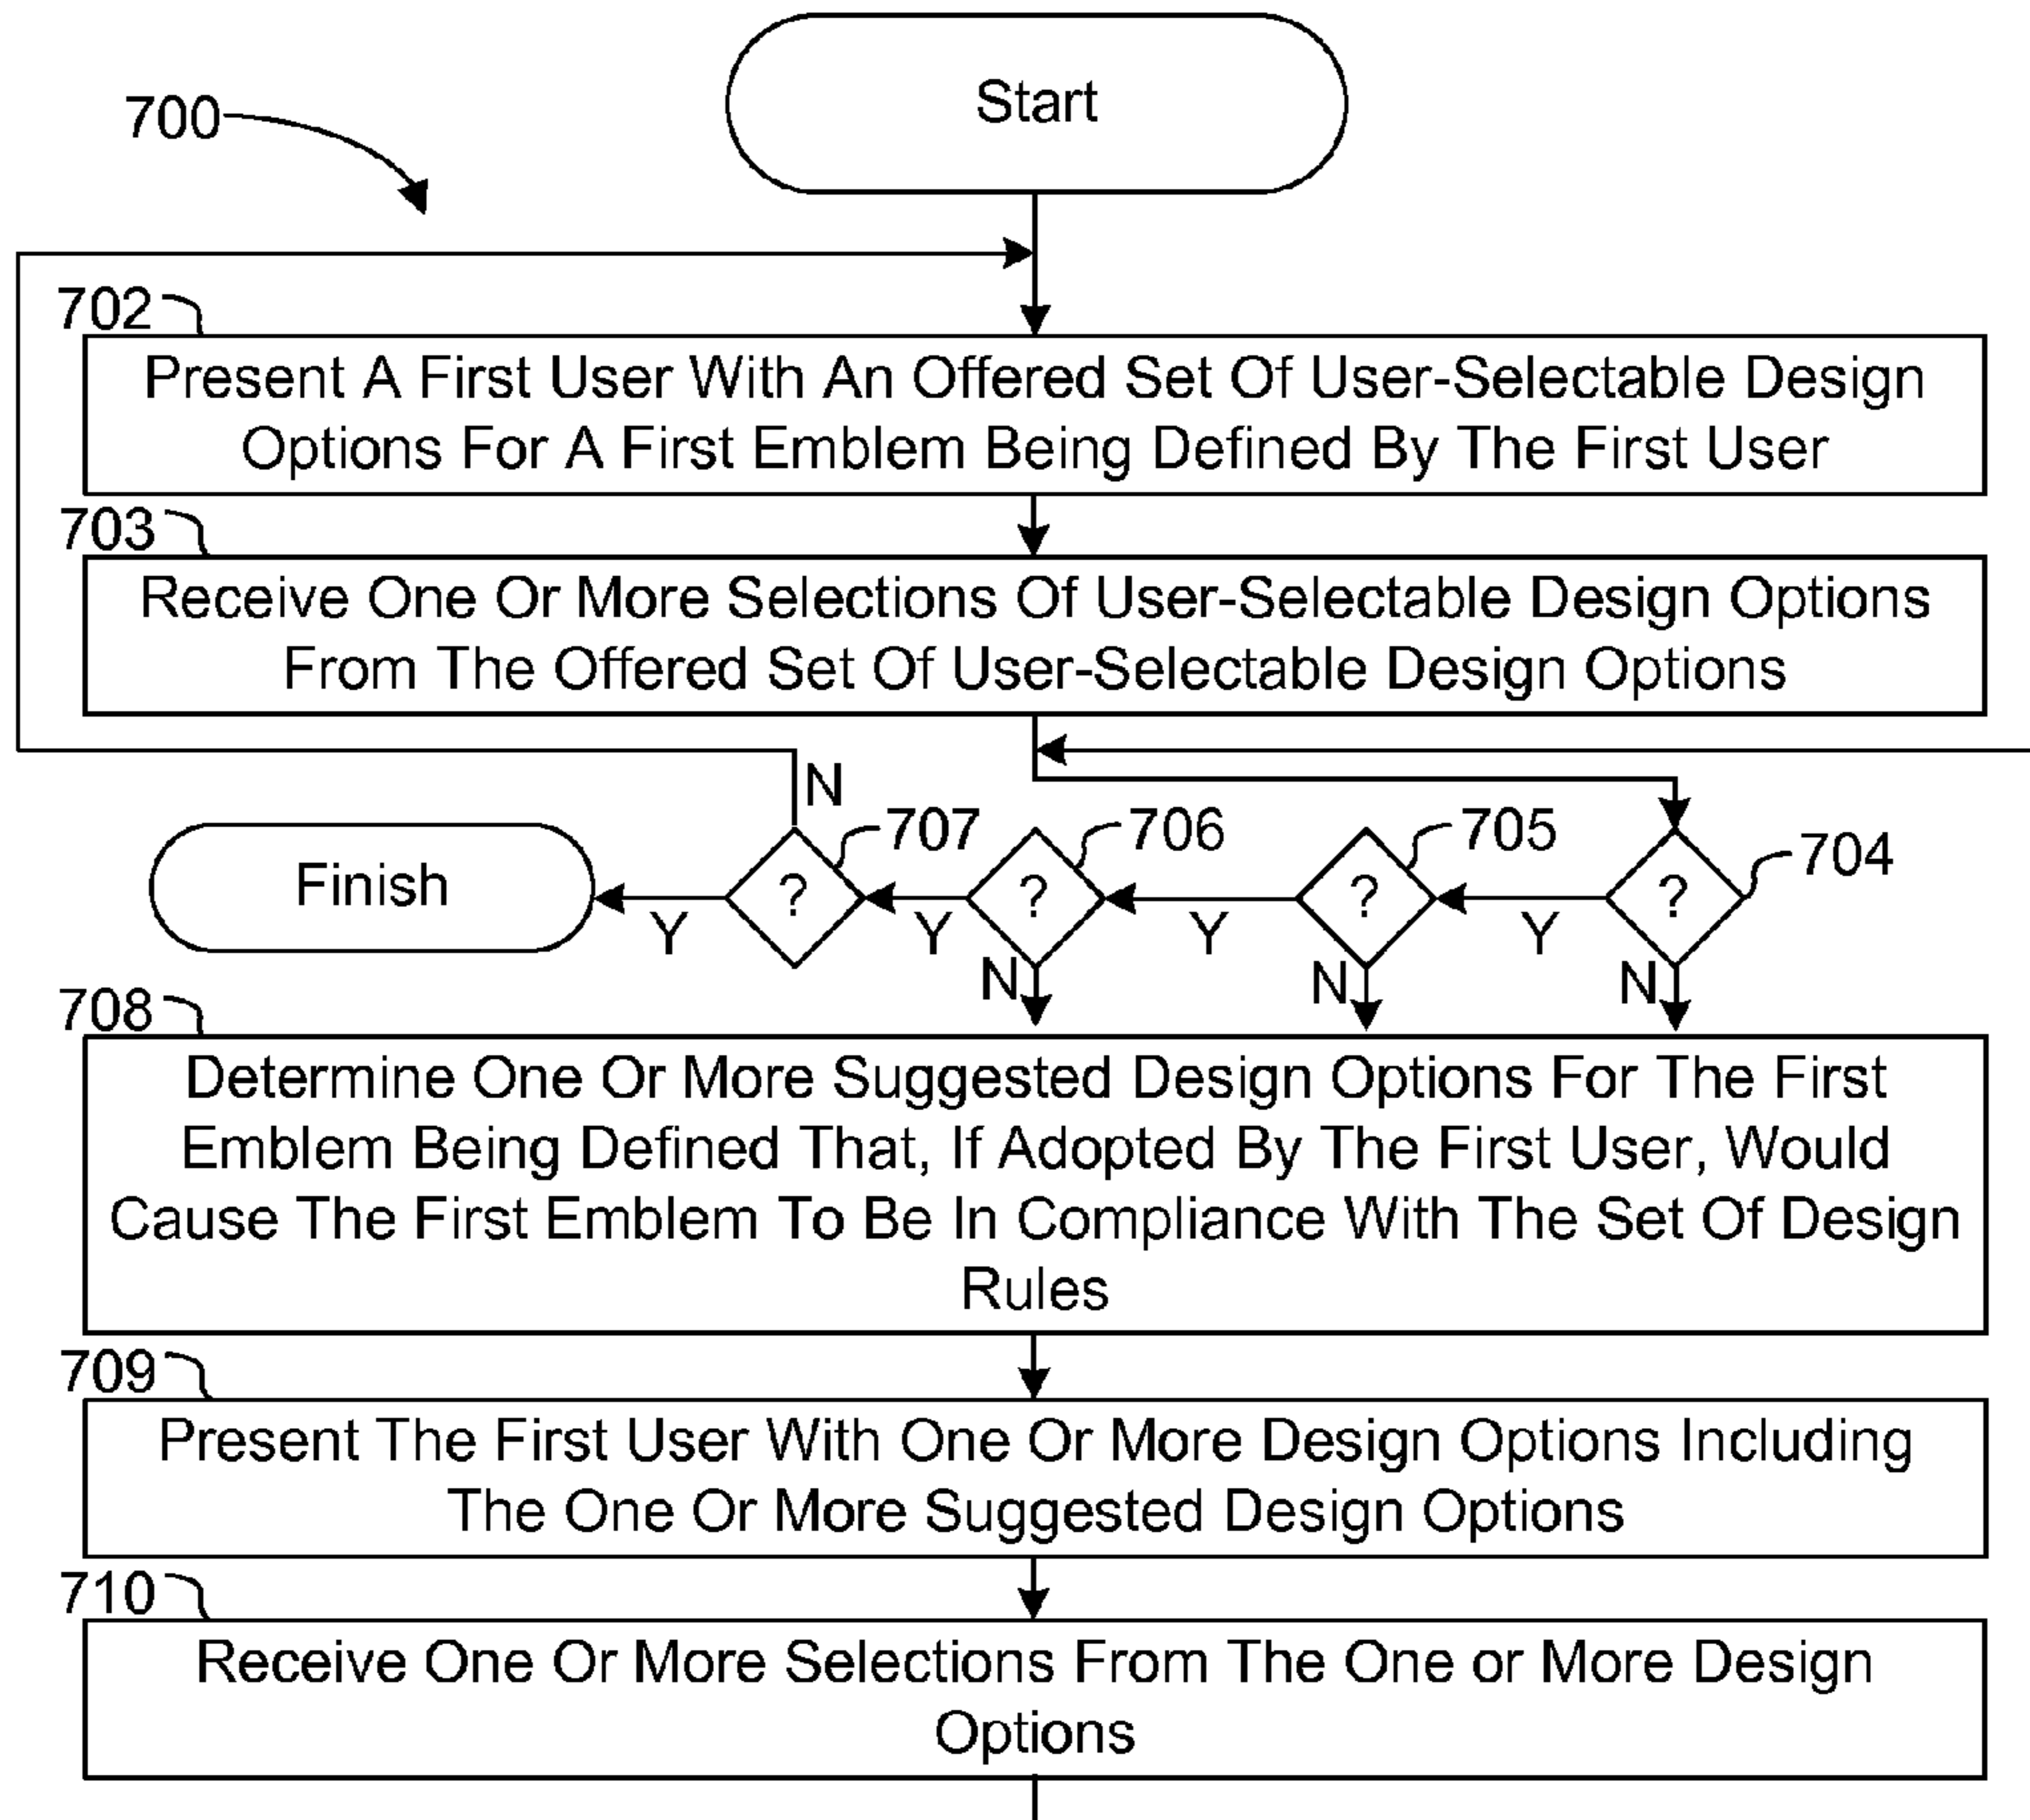 Start
700
702
Present A First User With An Offered Set Of User-Selectable Design
Options For A First Emblem Being Defined By The First User
703
Receive One Or More Selections Of User-Selectable Design Options
From The Offered Set Of User-Selectable Design Options
N
707
706
705
704
Finish
?
?
?
?
Y
Y
Y
Y
N
N
N
708
Determine One Or More Suggested Design Options For The First
Emblem Being Defined That, If Adopted By The First User, Would
Cause The First Emblem To Be In Compliance With The Set Of Design
Rules
709
Present The First User With One Or More Design Options Including
The One Or More Suggested Design Options
710
Receive One Or More Selections From The One or More Design
Options